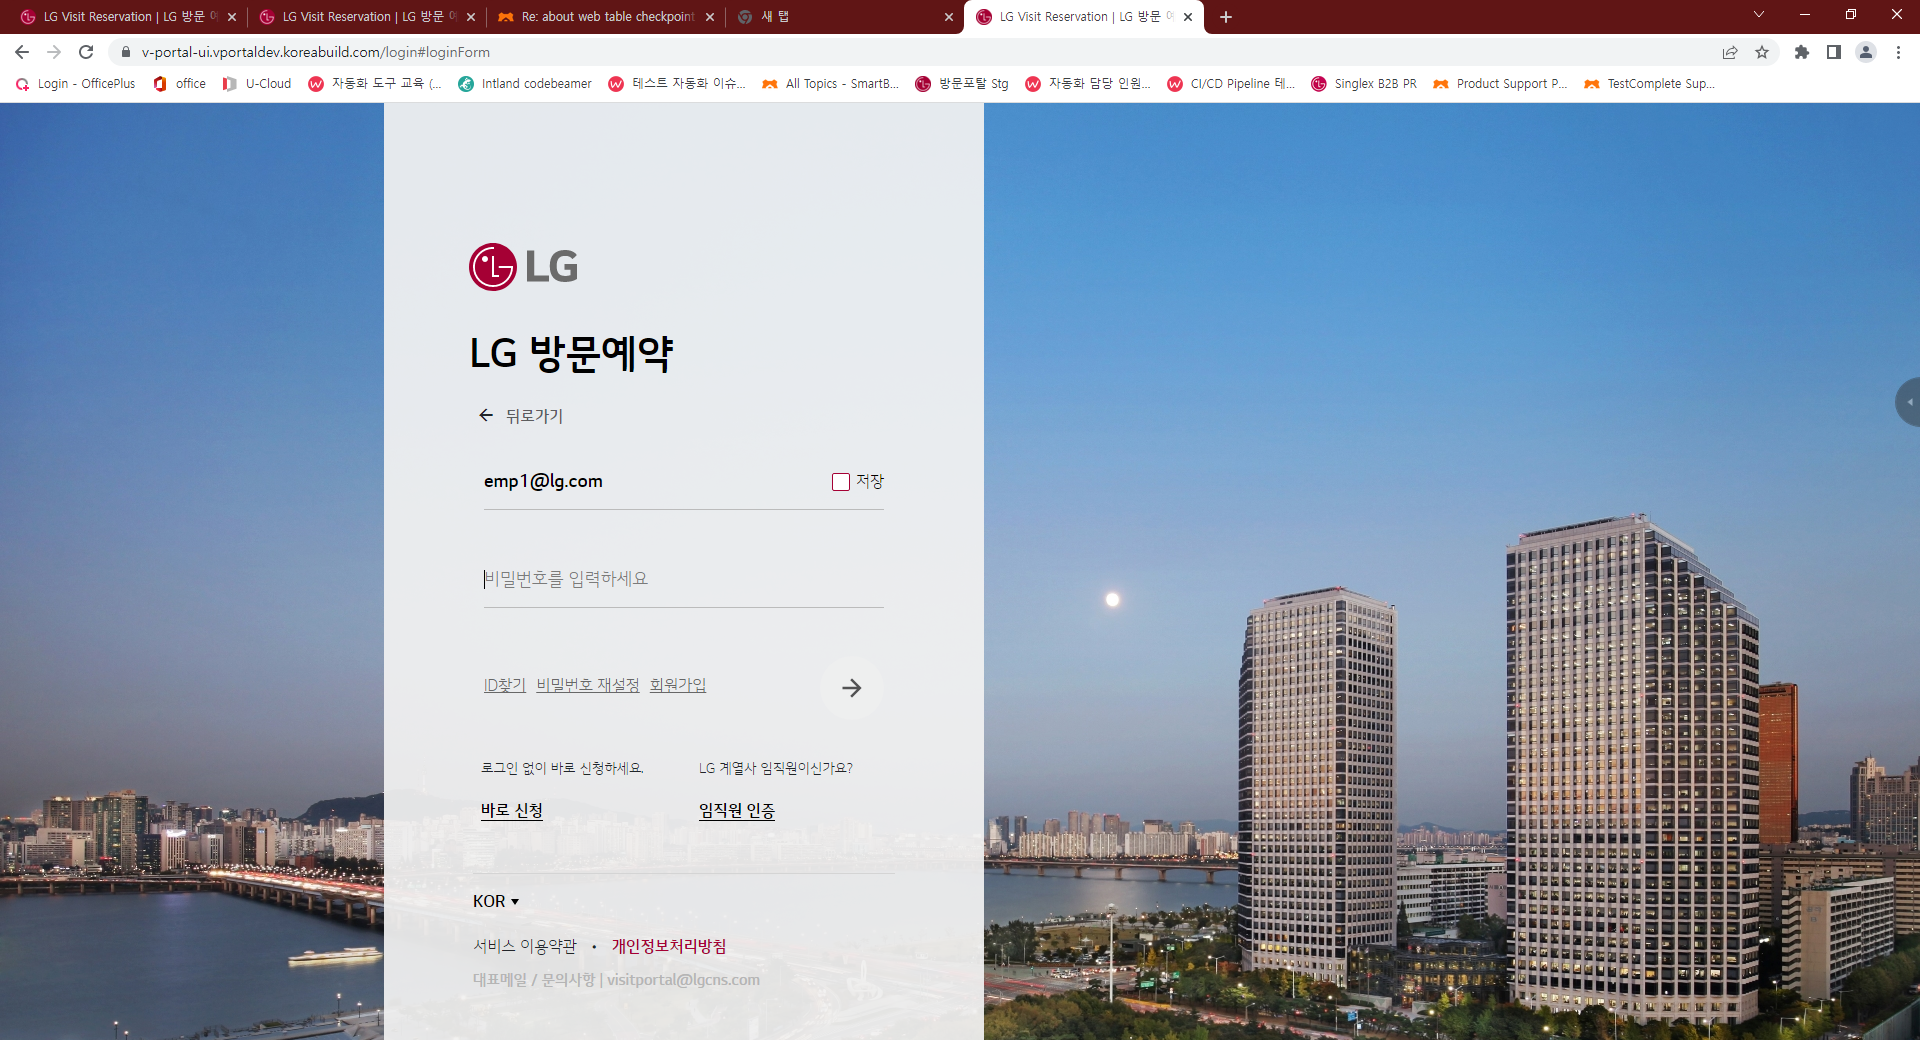 LG Visit Reservation | LG 방문
LG Visit Reservation | LG 방문
Re: about web table checkpoint
새 탭
LG Visit Reservation | LG 방문
v-portal-ui.vportaldev.koreabuild.com/login#loginForm
Login - OfficePlus
office
U-Cloud
자동화 도구 교육 (...
Intland codebeamer
테스트 자동화 이슈...
All Topics - SmartB...
방문포탈 Stg
자동화 담당 인원...
CI/CD Pipeline 테...
Singlex B2B PR
Product Support P...
TestComplete Sup...
LG
LG 방문예약
뒤로가기
emp1@lg.com
저장
비밀번호를 입력하세요
ID찾기 비밀번호 재설정 회원가입
로그인 없이 바로 신청하세요.
LG 계열사 임직원이신가요?
바로 신청
임직원 인증
KOR
서비스 이용약관 • 개인정보처리방침
대표메일 / 문의사항 | visitportal@lgcns.com